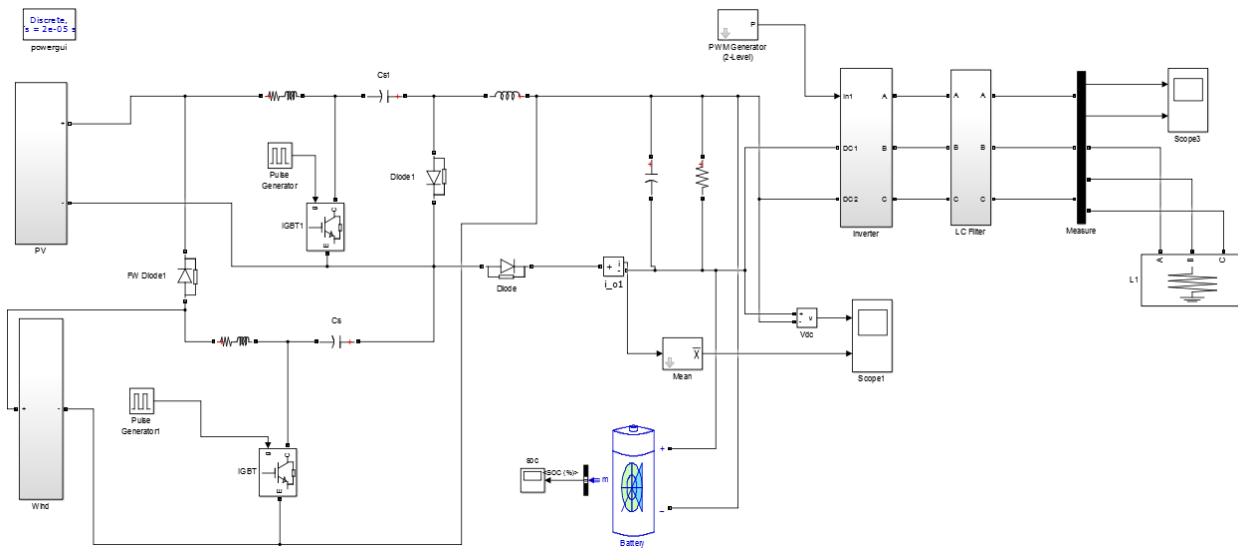 Discrete,
s = 2e-05 s
powergui
PV
Cs1
Pulse
Generator
IGBT1
Diode1
FW Diode1
Diode
i_o1
PWM Generator
(2-Level)
P
In1
DC1
DC2
A
B
C
Inverter
A
B
C
A
B
C
LC Filter
Measure
Scope3
A
B
C
L1
Cs
Vdc
Scope1
Mean
Pulse
Generator1
IGBT
Wind
SOC
<SOC (%)>
m
Battery